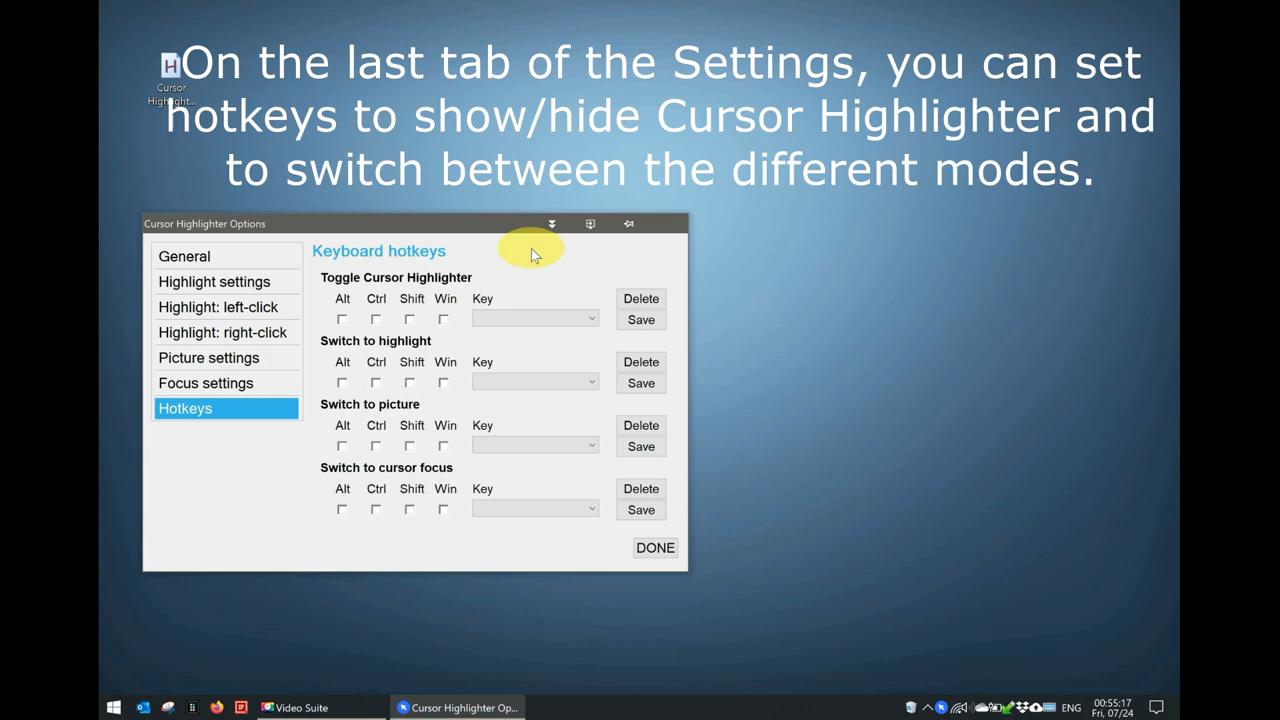 On the last tab of the Settings, you can set
hotkeys to show/hide Cursor Highlighter and
to switch between the different modes.
H
Cursor
Highlight...
Cursor Highlighter Options
General
Highlight settings
Highlight: left-click
Highlight: right-click
Picture settings
Focus settings
Hotkeys
Keyboard hotkeys
Toggle Cursor Highlighter
Alt Ctrl Shift Win Key Delete
Save
Switch to highlight
Alt Ctrl Shift Win Key Delete
Save
Switch to picture
Alt Ctrl Shift Win Key Delete
Save
Switch to cursor focus
Alt Ctrl Shift Win Key Delete
Save
DONE
Video Suite
Cursor Highlighter Op...
ENG
00:55:17
Fri, 07/24